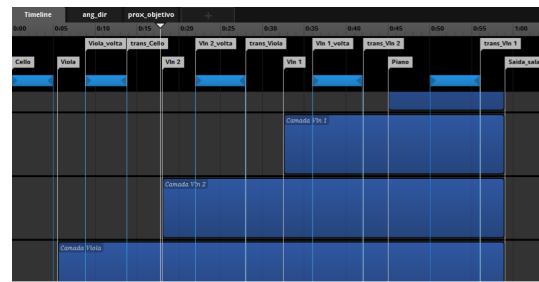 Timeline ang_dir prox_objetivo +
0:00 0:05 0:10 0:15 0:20 0:25 0:30 0:35 0:40 0:45 0:50 0:55 1:00
Viola_volta trans_Cello Vln 2_volta trans_Viola Vln 1_volta trans_Vln 2 trans_Vln 1
Cello Viola Vln 2 Vln 1 Piano Saida_sala
Camada Vln 1
Camada Vln 2
Camada Viola